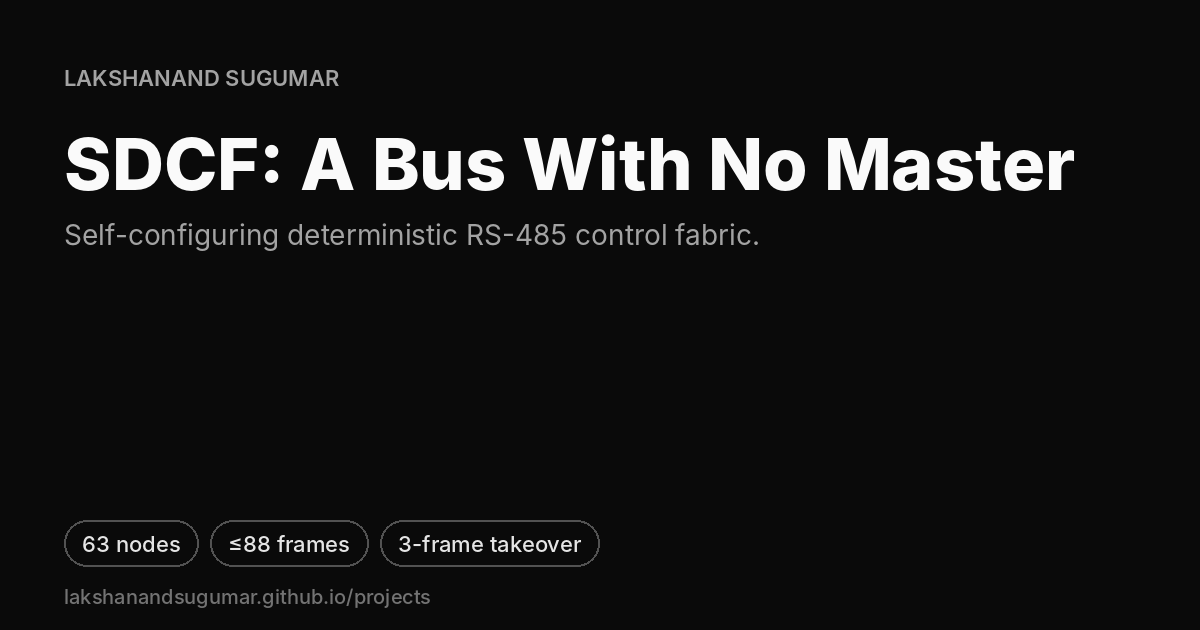 LAKSHANAND SUGUMAR
SDCF: A Bus With No Master
Self-configuring deterministic RS-485 control fabric.
63 nodes ≤88 frames 3-frame takeover
lakshanandsugumar.github.io/projects